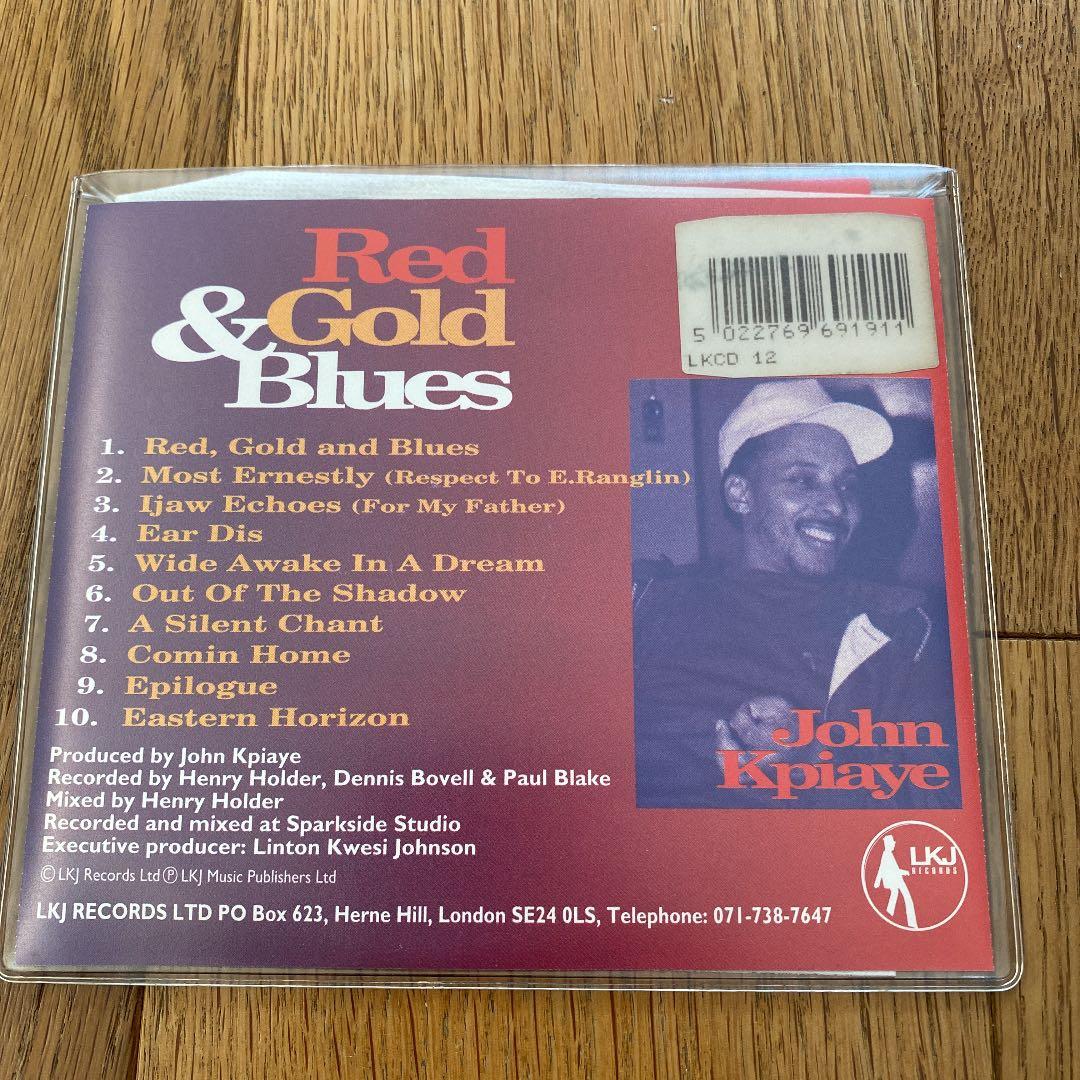 Red
& Gold
Blues
5 022769 691911
LKCD 12
1. Red, Gold and Blues
2. Most Ernestly (Respect To E.Ranglin)
3. Ijaw Echoes (For My Father)
4. Ear Dis
5. Wide Awake In A Dream
6. Out Of The Shadow
7. A Silent Chant
8. Comin Home
9. Epilogue
10. Eastern Horizon
John
Kpiaye
Produced by John Kpiaye
Recorded by Henry Holder, Dennis Bovell & Paul Blake
Mixed by Henry Holder
Recorded and mixed at Sparkside Studio
Executive producer: Linton Kwesi Johnson
© LKJ Records Ltd ℗ LKJ Music Publishers Ltd
LKJ RECORDS LTD PO Box 623, Herne Hill, London SE24 0LS, Telephone: 071-738-7647
LKJ
RECORDS